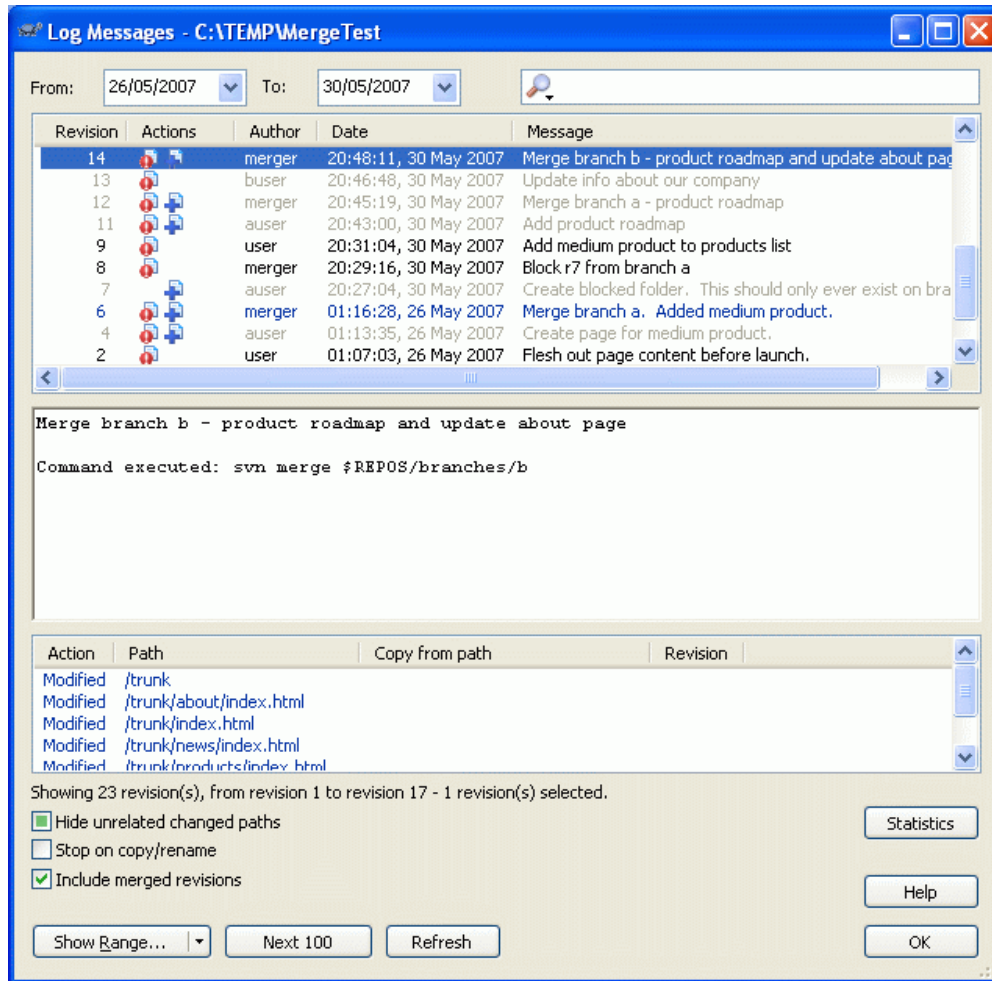 Log Messages - C:\TEMP\MergeTest
From: 26/05/2007 To: 30/05/2007
Revision Actions Author Date Message
14 merger 20:48:11, 30 May 2007 Merge branch b - product roadmap and update about pag
13 buser 20:46:48, 30 May 2007 Update info about our company
12 merger 20:45:19, 30 May 2007 Merge branch a - product roadmap
11 auser 20:43:00, 30 May 2007 Add product roadmap
9 user 20:31:04, 30 May 2007 Add medium product to products list
8 merger 20:29:16, 30 May 2007 Block r7 from branch a
7 auser 20:27:04, 30 May 2007 Create blocked folder.  This should only ever exist on bra
6 merger 01:16:28, 26 May 2007 Merge branch a.  Added medium product.
4 auser 01:13:35, 26 May 2007 Create page for medium product.
2 user 01:07:03, 26 May 2007 Flesh out page content before launch.
Merge branch b - product roadmap and update about page
Command executed: svn merge $REPOS/branches/b
Action Path Copy from path Revision
Modified /trunk
Modified /trunk/about/index.html
Modified /trunk/index.html
Modified /trunk/news/index.html
Modified /trunk/products/index.html
Showing 23 revision(s), from revision 1 to revision 17 - 1 revision(s) selected.
Hide unrelated changed paths
Statistics
Stop on copy/rename
Include merged revisions
Help
Show Range... Next 100 Refresh OK